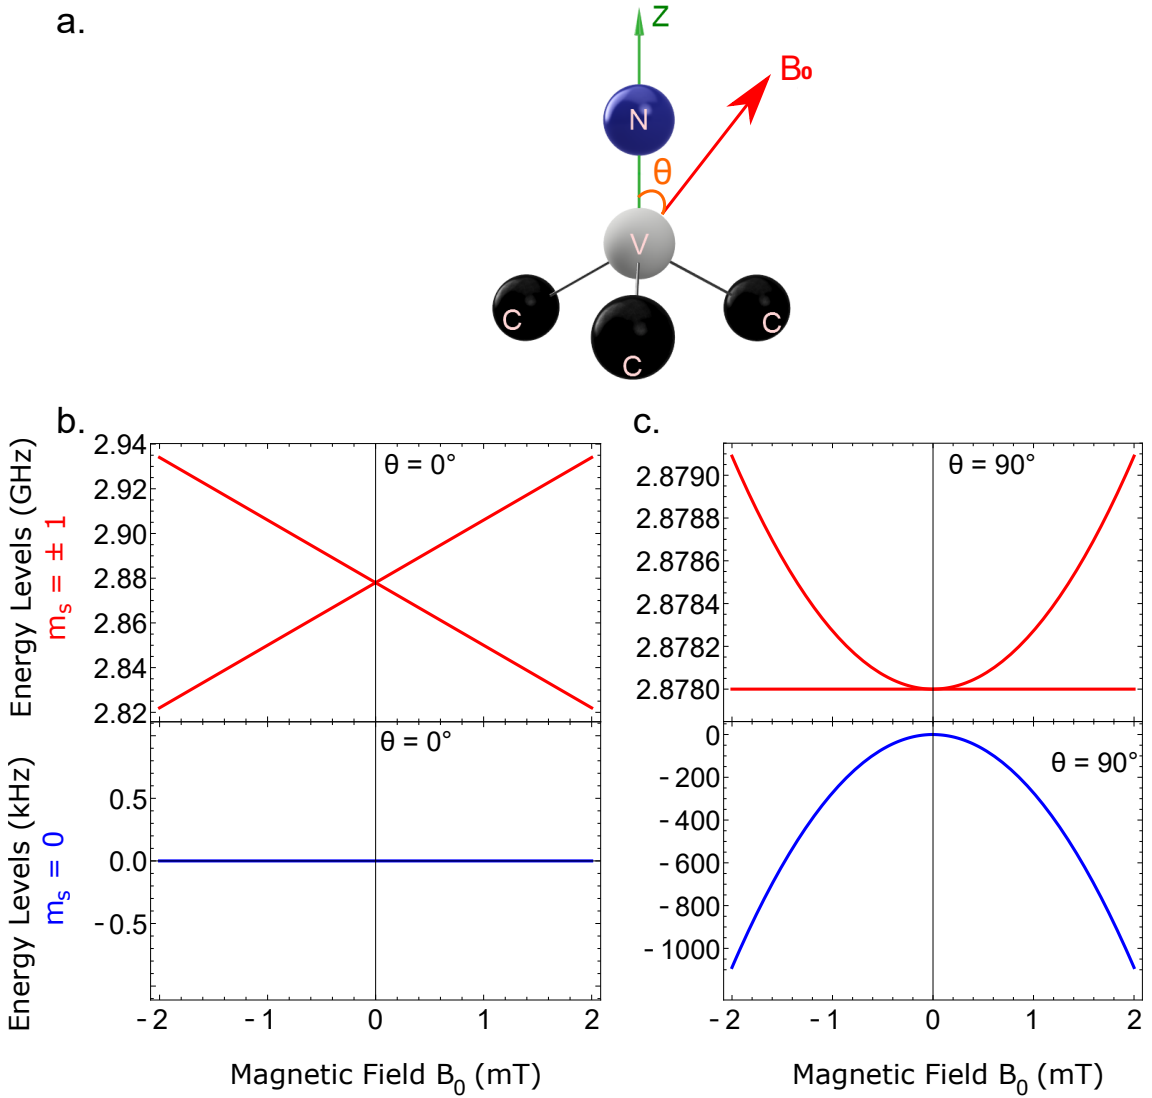 a.
Z
B₀
N
θ
V
C
C
C
b.
Energy Levels (GHz)
mₛ = ± 1
2.94
2.92
2.90
2.88
2.86
2.84
2.82
θ = 0°
Energy Levels (kHz)
mₛ = 0
0.5
0.0
-0.5
θ = 0°
-2
-1
0
1
2
Magnetic Field B₀ (mT)
c.
2.8790
2.8788
2.8786
2.8784
2.8782
2.8780
θ = 90°
0
-200
-400
-600
-800
-1000
θ = 90°
-2
-1
0
1
2
Magnetic Field B₀ (mT)